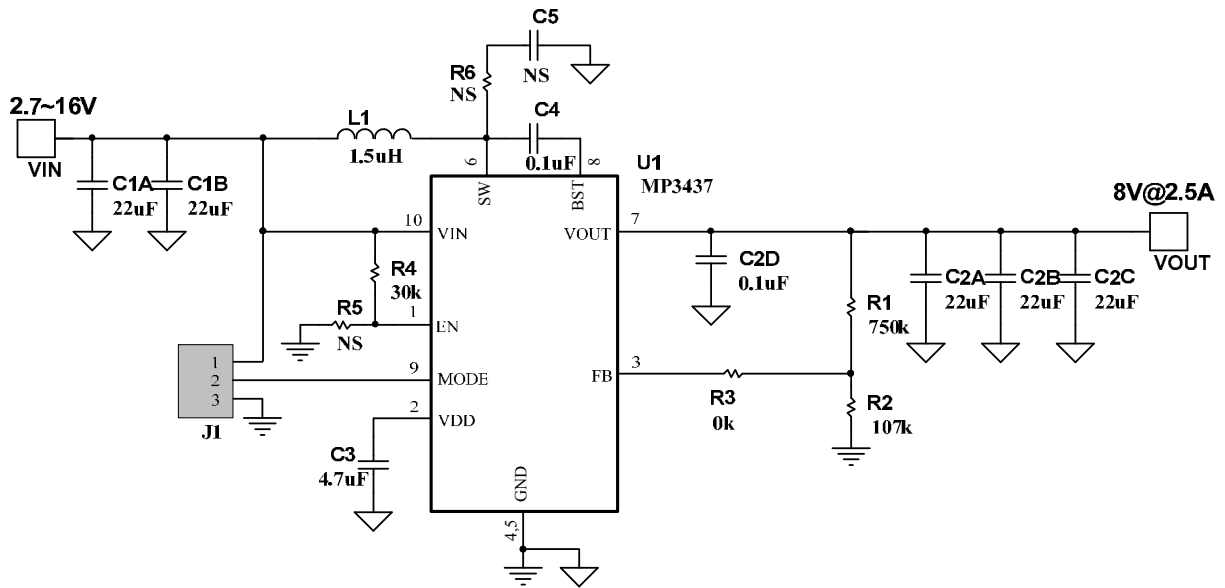 C5
R6
NS
NS
C4
0.1uF
2.7~16V
VIN
L1
1.5uH
6
8
U1
MP3437
C1A
22uF
C1B
22uF
SW
BST
8V@2.5A
VOUT
10
VIN
VOUT
7
R4
30k
C2D
0.1uF
C2A
22uF
C2B
22uF
C2C
22uF
R5
NS
1
EN
R1
750k
1
2
3
J1
9
MODE
FB
3
R3
0k
R2
107k
2
VDD
C3
4.7uF
GND
4,5